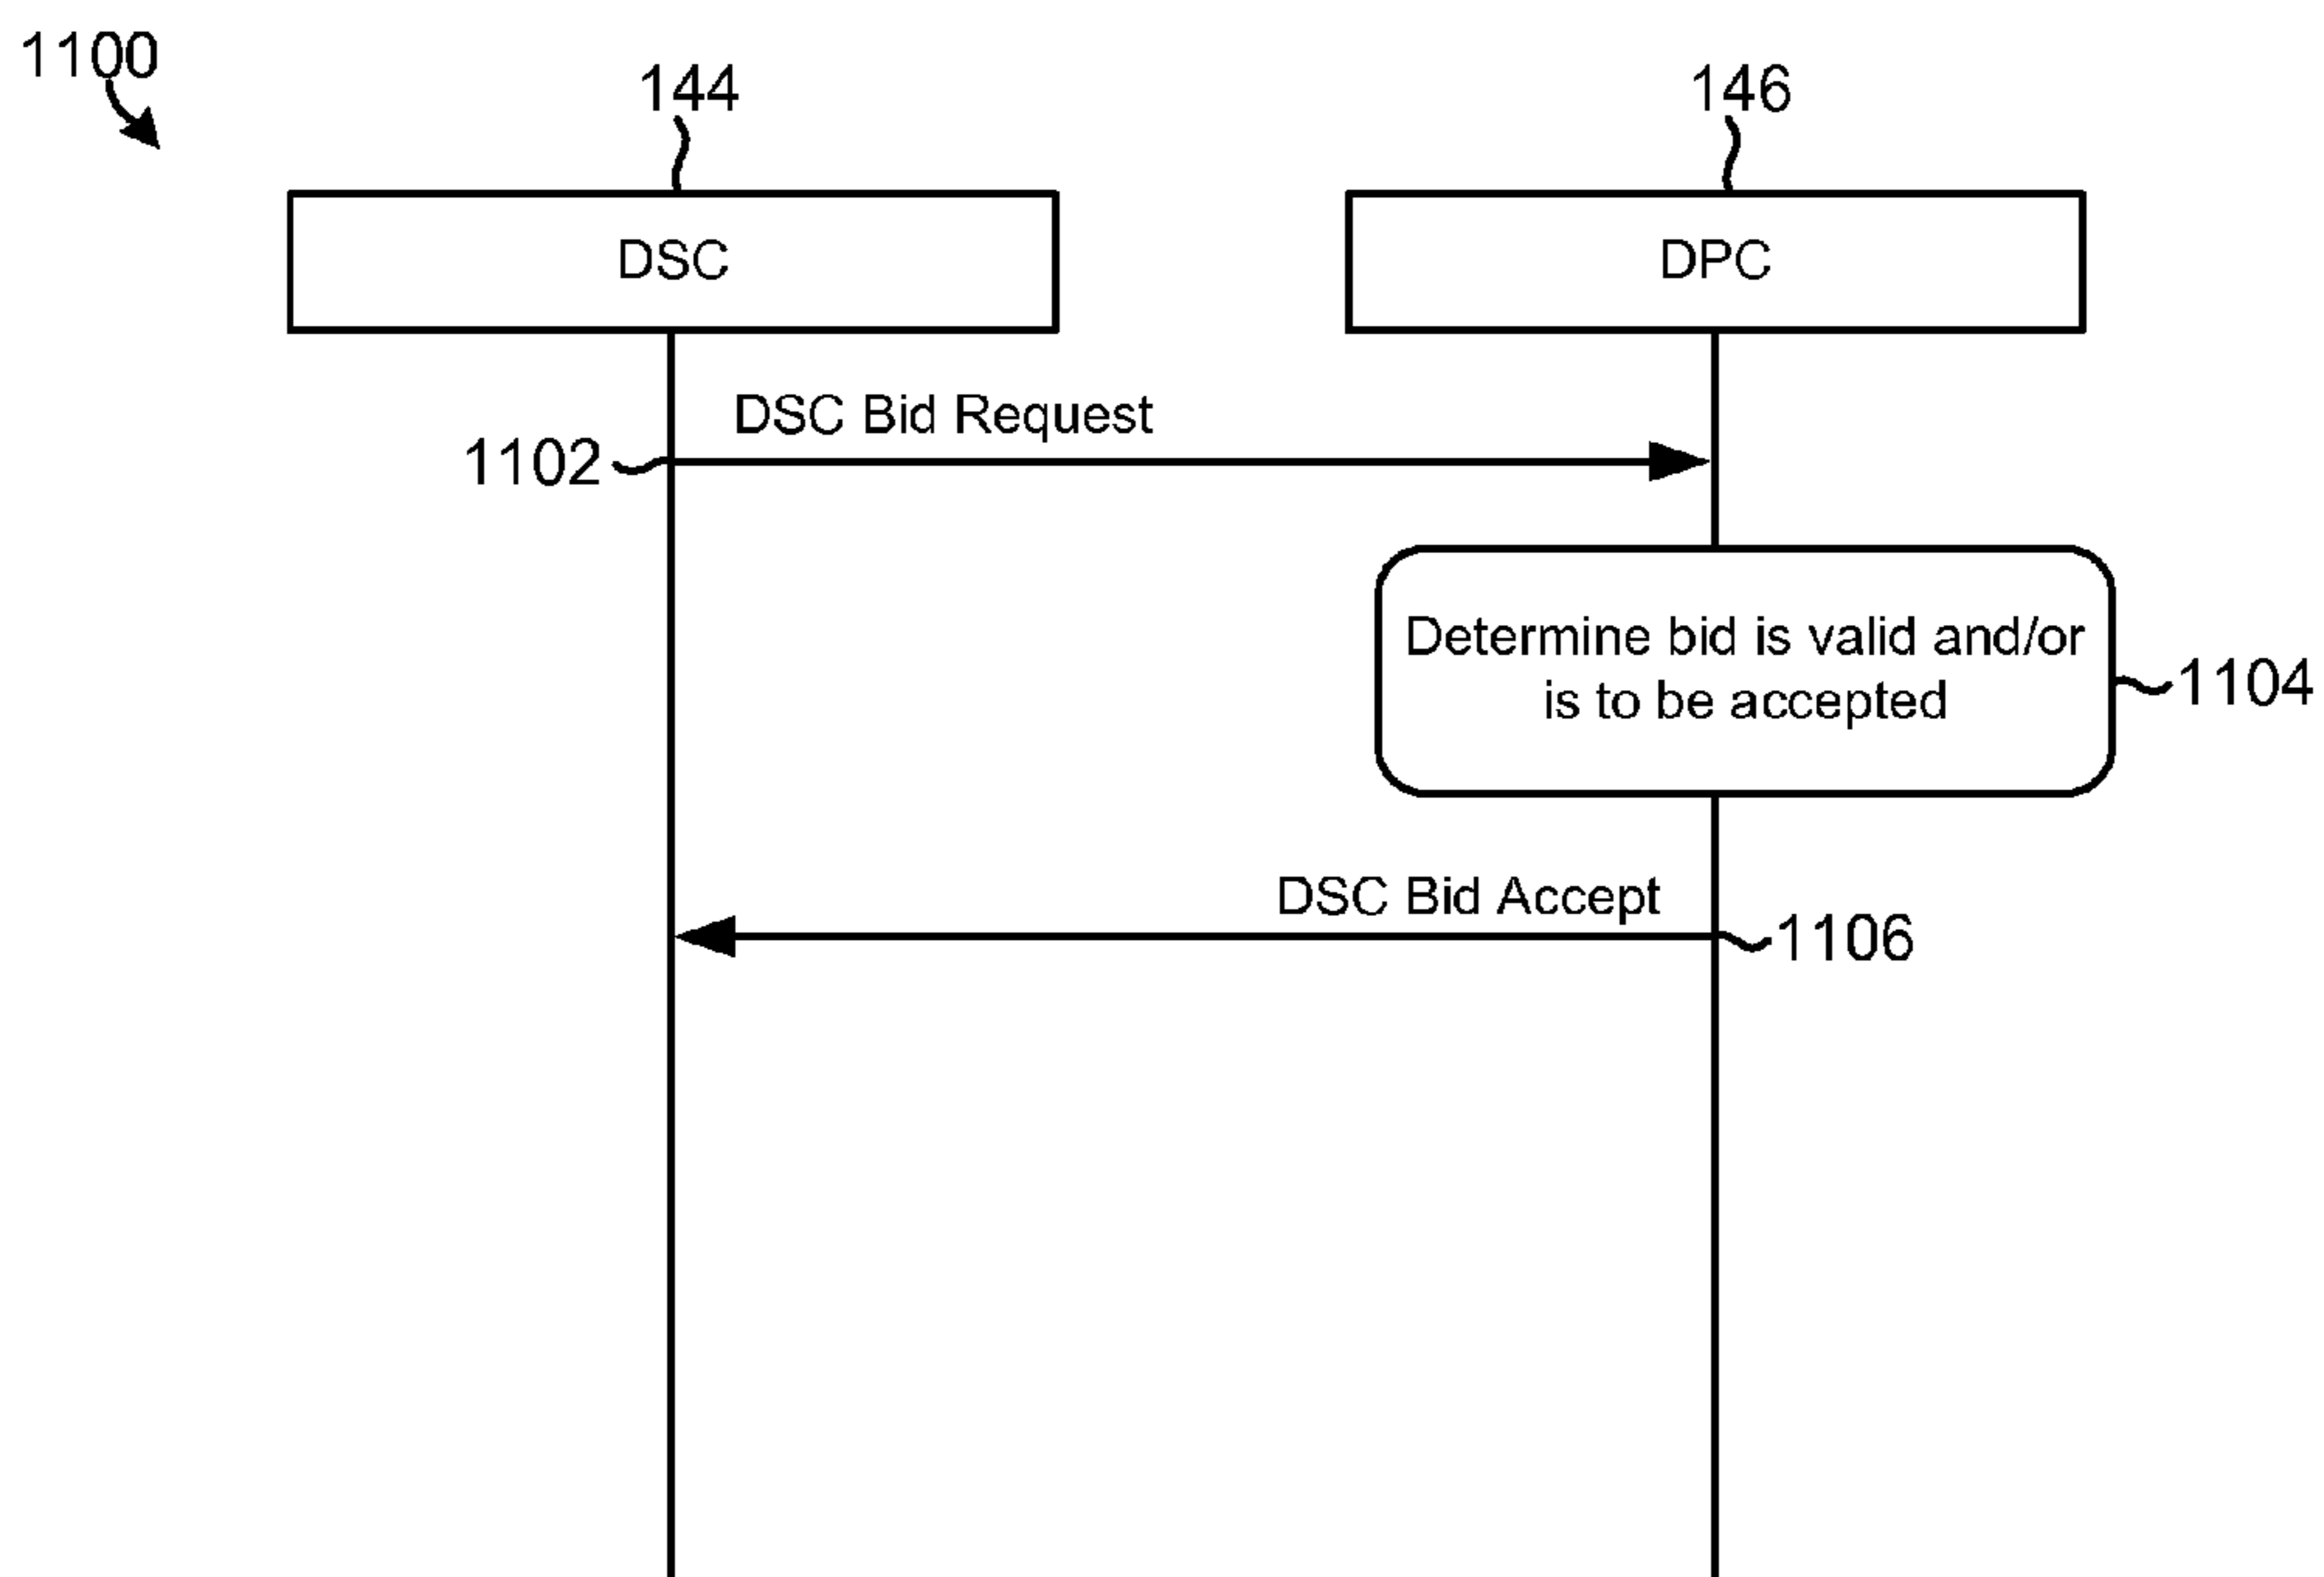 1100
144
146
DSC
DPC
DSC Bid Request
1102
Determine bid is valid and/or
is to be accepted
1104
DSC Bid Accept
1106